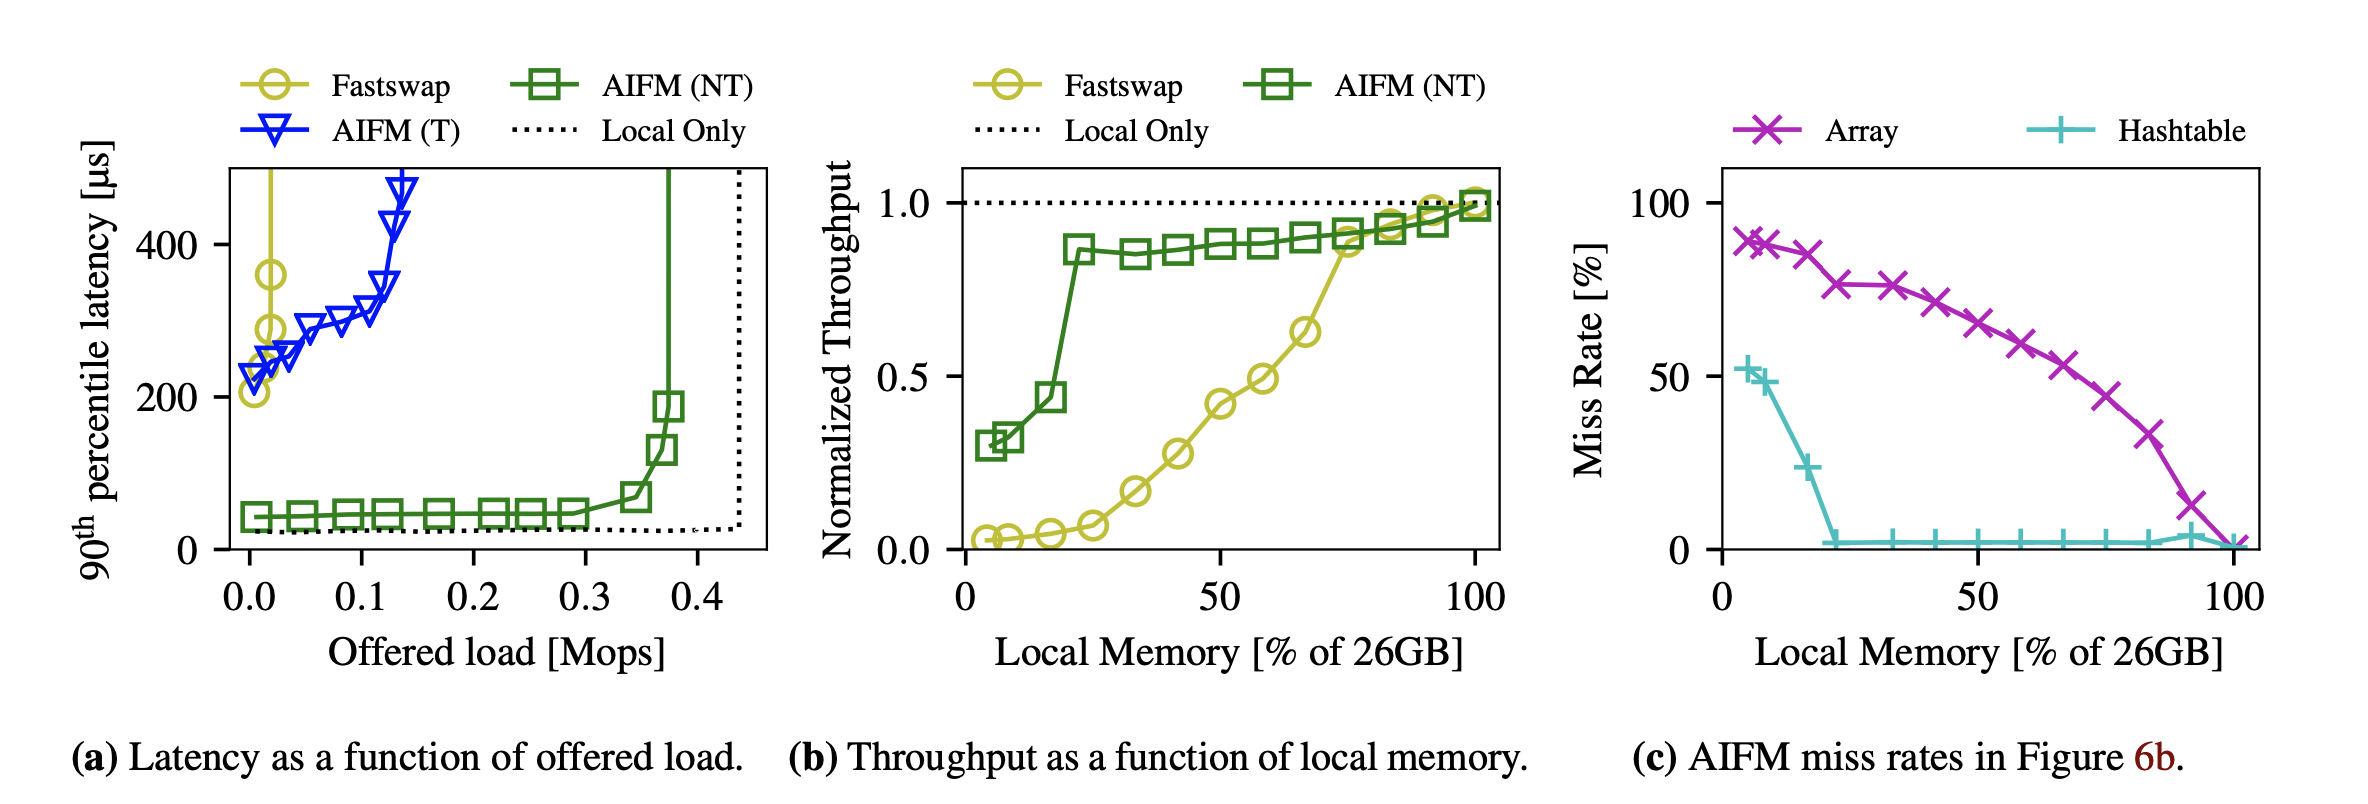 Fastswap
AIFM (NT)
AIFM (T)
Local Only
90th percentile latency [μs]
400
200
0
0.0 0.1 0.2 0.3 0.4
Offered load [Mops]
(a) Latency as a function of offered load.
Fastswap
AIFM (NT)
Local Only
Normalized Throughput
1.0
0.5
0.0
0 50 100
Local Memory [% of 26GB]
(b) Throughput as a function of local memory.
Array
Hashtable
Miss Rate [%]
100
50
0
0 50 100
Local Memory [% of 26GB]
(c) AIFM miss rates in Figure 6b.